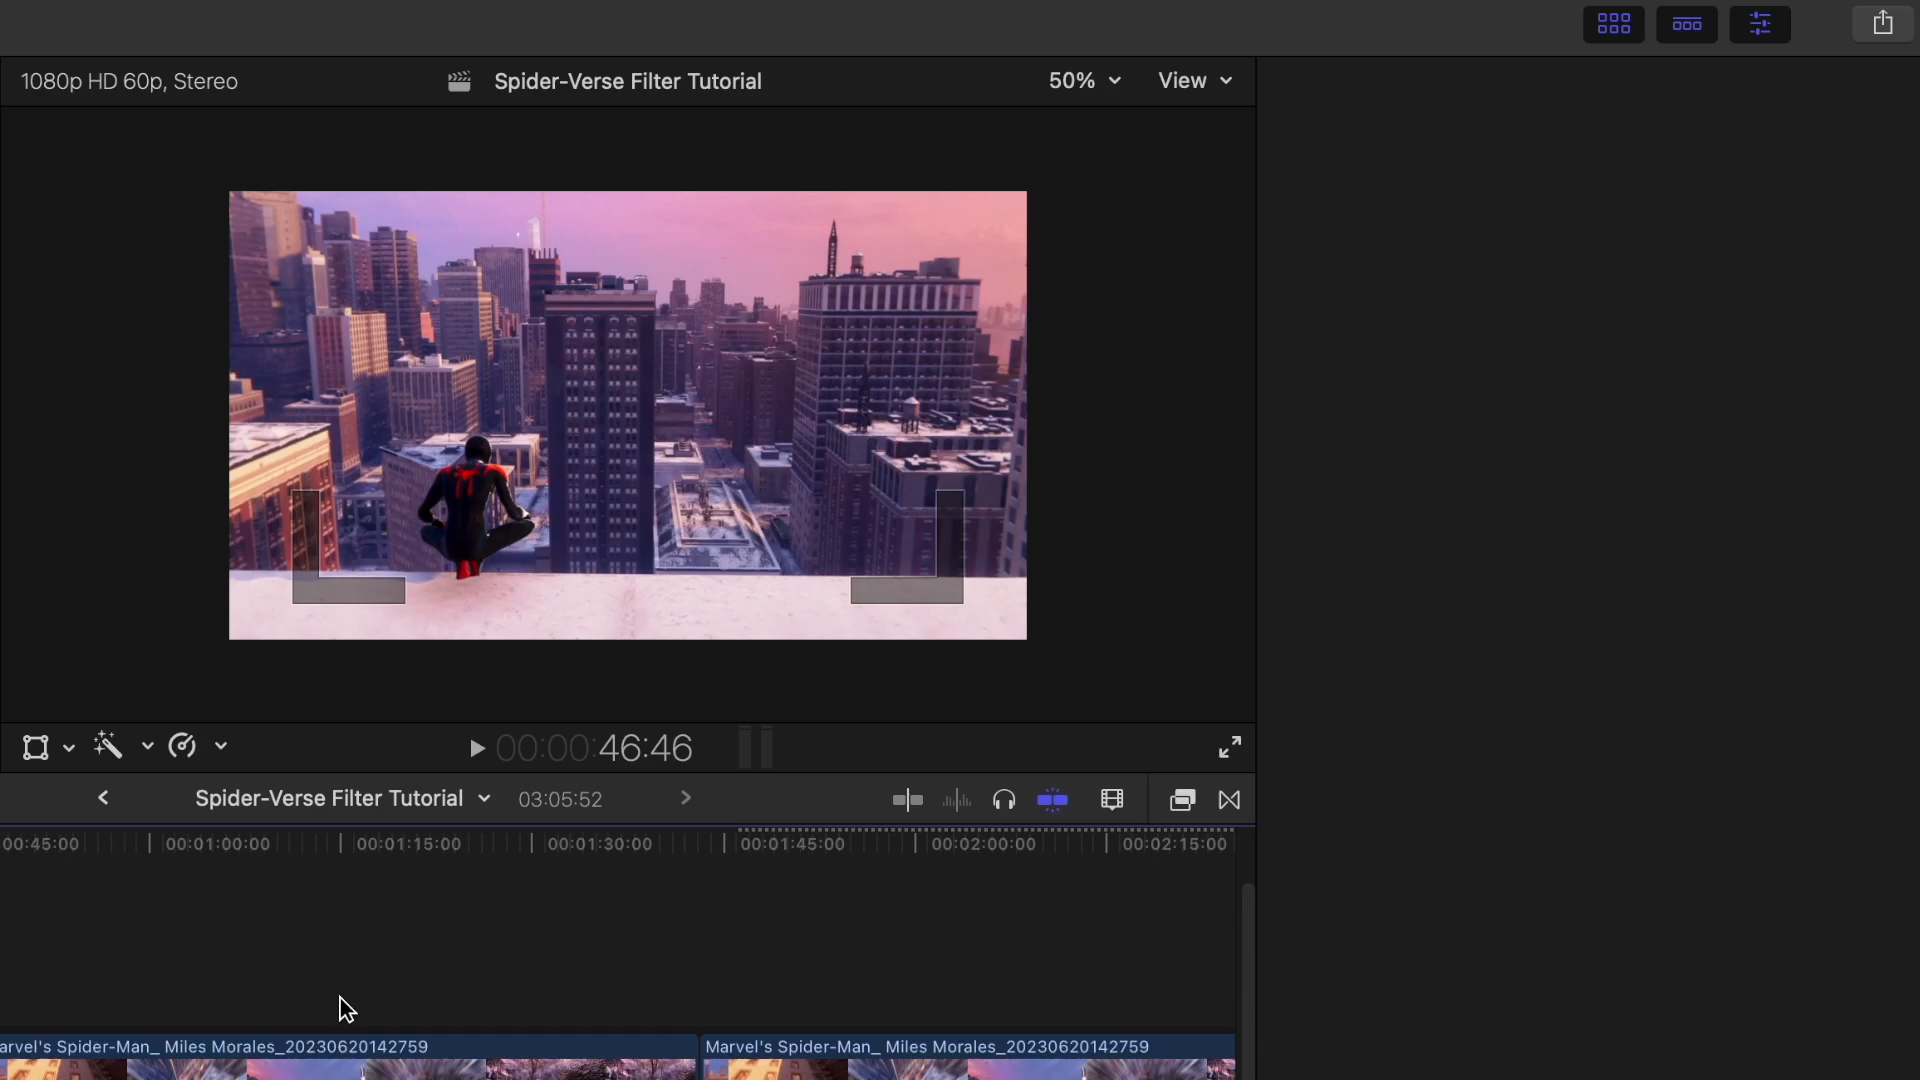 1080p HD 60p, Stereo
Spider-Verse Filter Tutorial
50%
View
00:00:46:46
Spider-Verse Filter Tutorial
03:05:52
00:45:00
00:01:00:00
00:01:15:00
00:01:30:00
00:01:45:00
00:02:00:00
00:02:15:00
arvel's Spider-Man_ Miles Morales_20230620142759
Marvel's Spider-Man_ Miles Morales_20230620142759